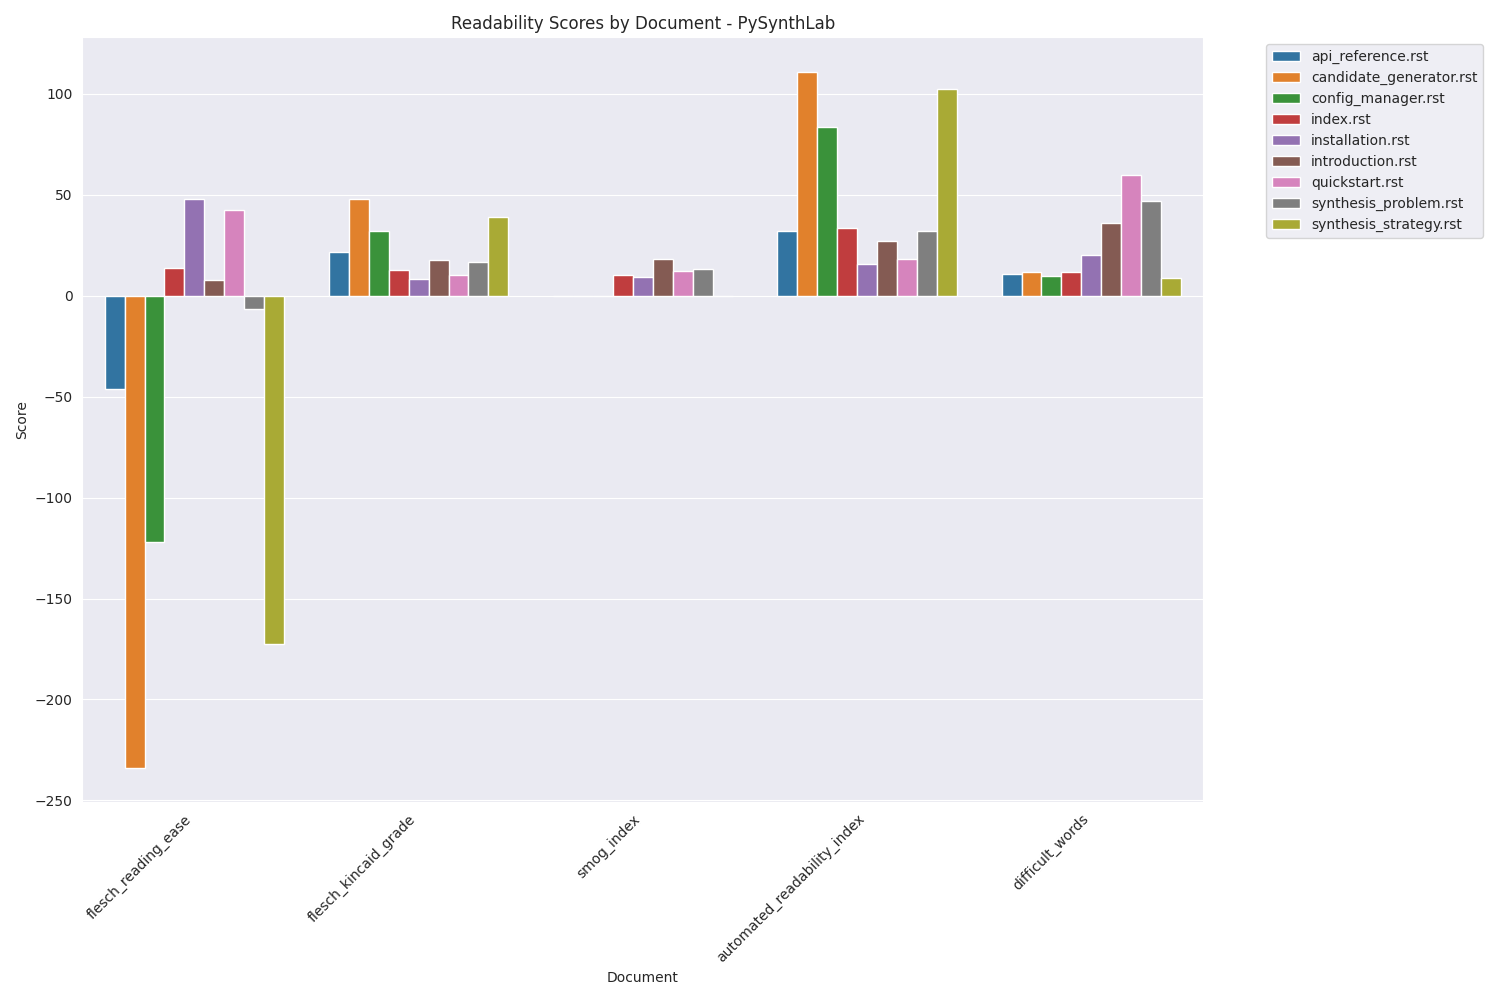 Readability Scores by Document - PySynthLab
api_reference.rst
candidate_generator.rst
config_manager.rst
index.rst
installation.rst
introduction.rst
quickstart.rst
synthesis_problem.rst
synthesis_strategy.rst
Score
100
50
0
−50
−100
−150
−200
−250
flesch_reading_ease
flesch_kincaid_grade
smog_index
automated_readability_index
difficult_words
Document